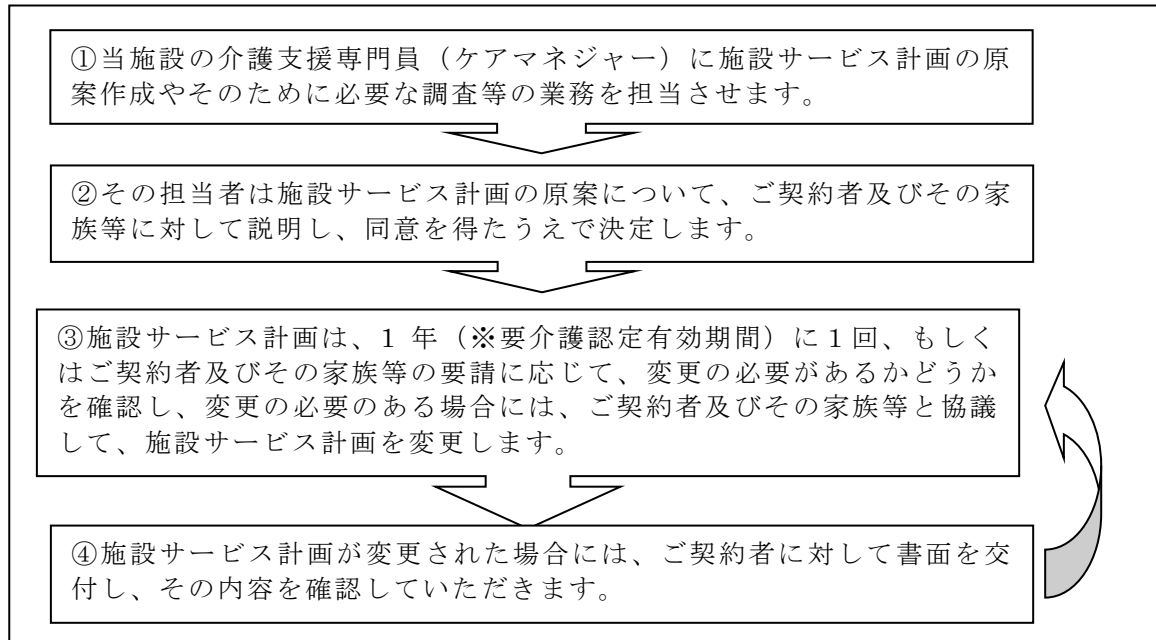 ①当施設の介護支援専門員（ケアマネジャー）に施設サービス計画の原
案作成やそのために必要な調査等の業務を担当させます。
②その担当者は施設サービス計画の原案について、ご契約者及びその家
族等に対して説明し、同意を得たうえで決定します。
③施設サービス計画は、1 年（※要介護認定有効期間）に１回、もしく
はご契約者及びその家族等の要請に応じて、変更の必要があるかどうか
を確認し、変更の必要のある場合には、ご契約者及びその家族等と協議
して、施設サービス計画を変更します。
④施設サービス計画が変更された場合には、ご契約者に対して書面を交
付し、その内容を確認していただきます。